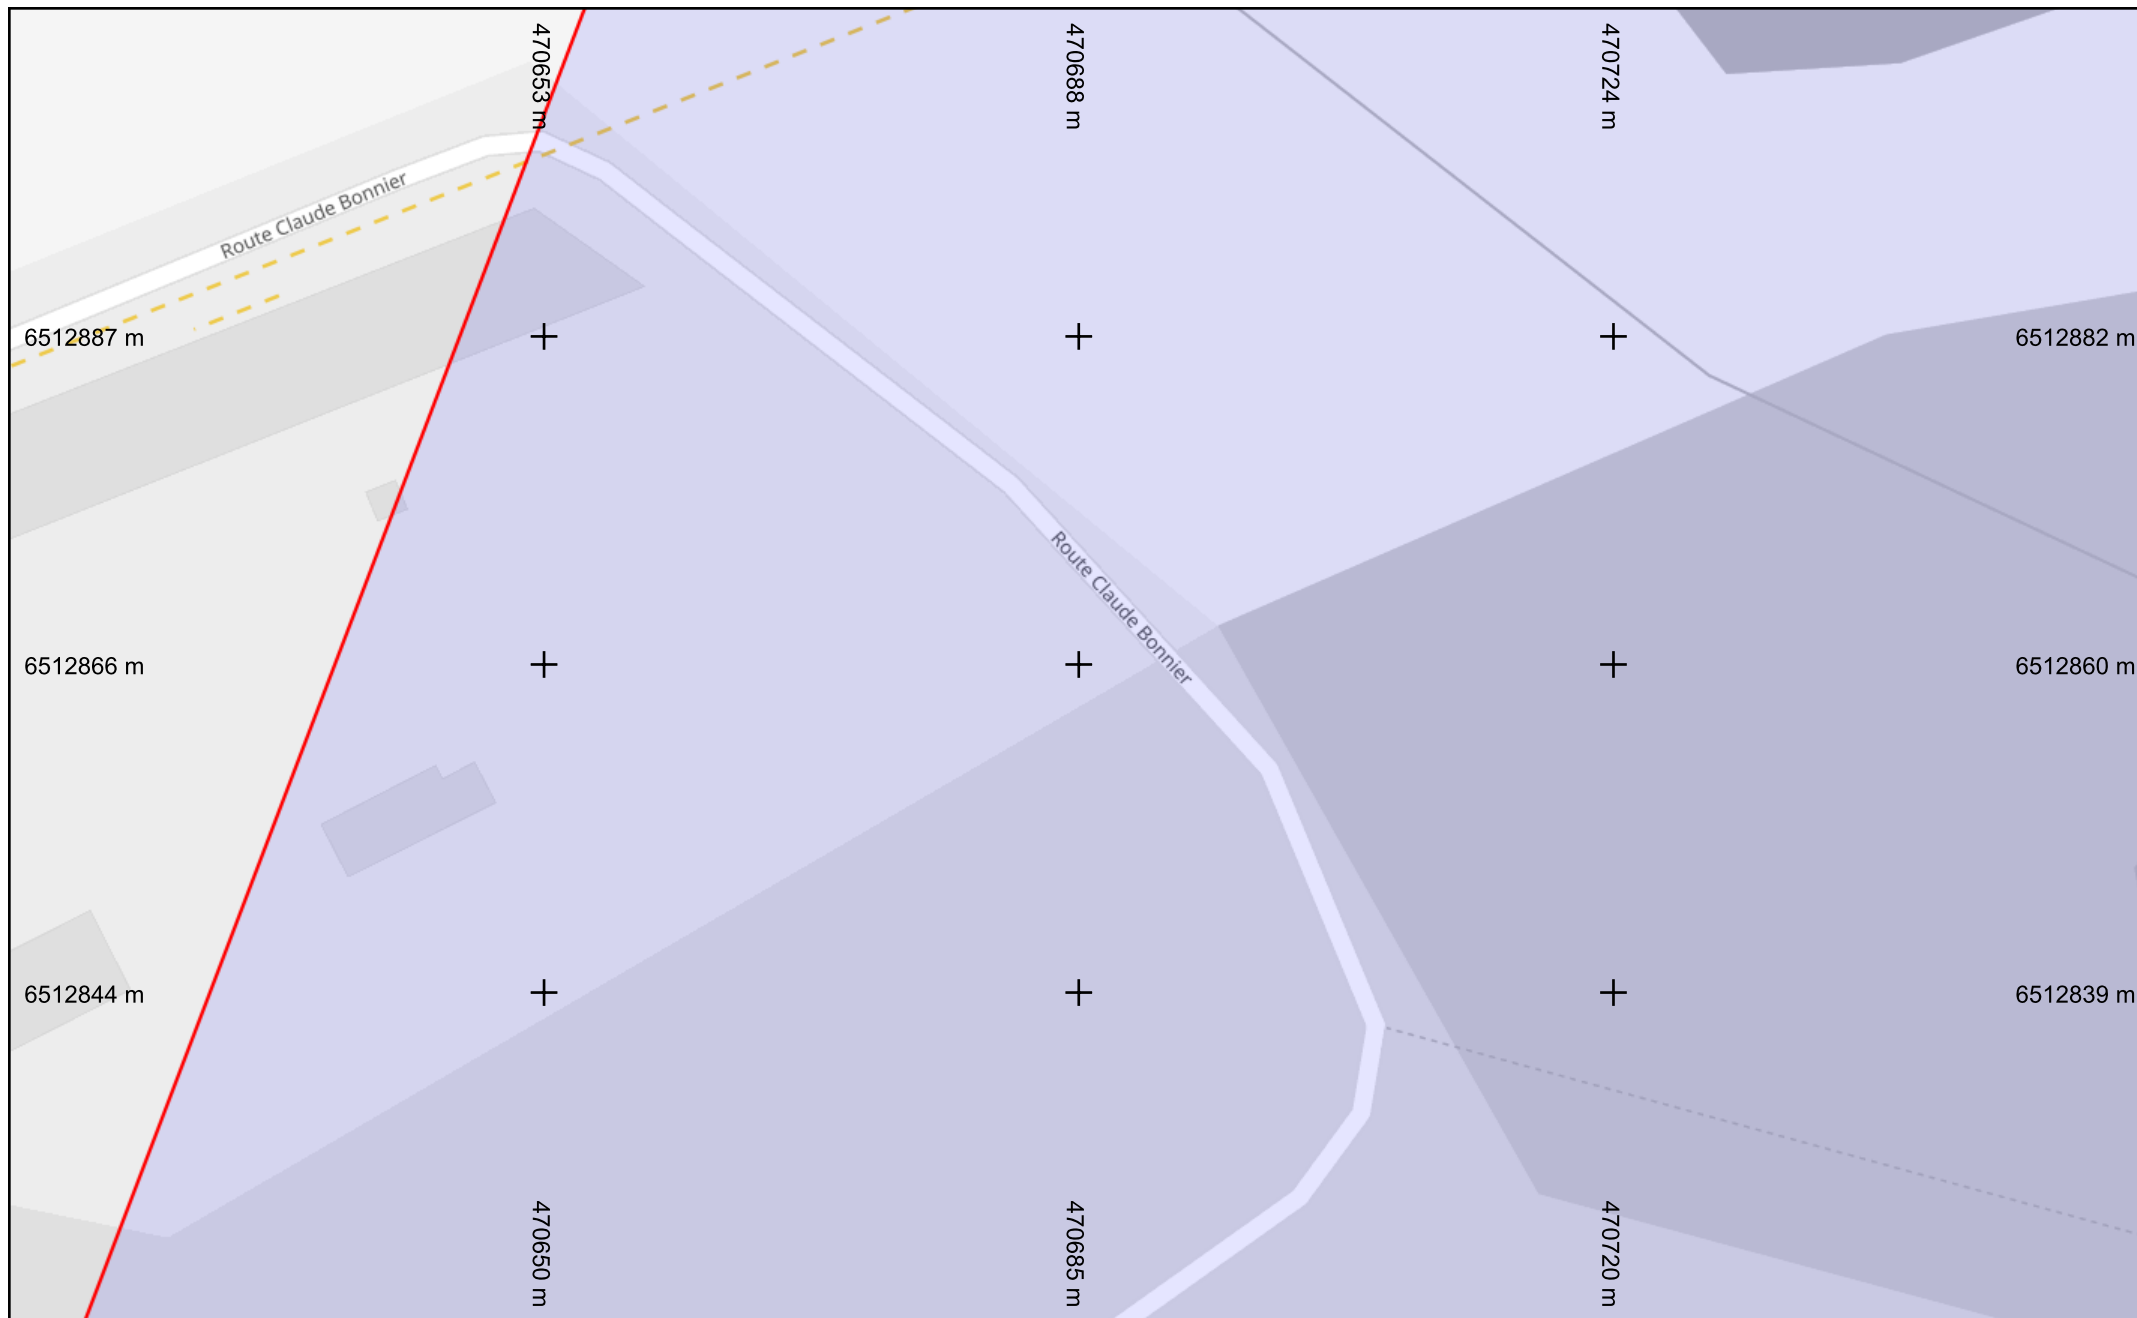 470653 m
470688 m
470724 m
Route Claude Bonnier
6512887 m
6512882 m
Route Claude Bonnier
6512866 m
6512860 m
6512844 m
6512839 m
470650 m
470685 m
470720 m